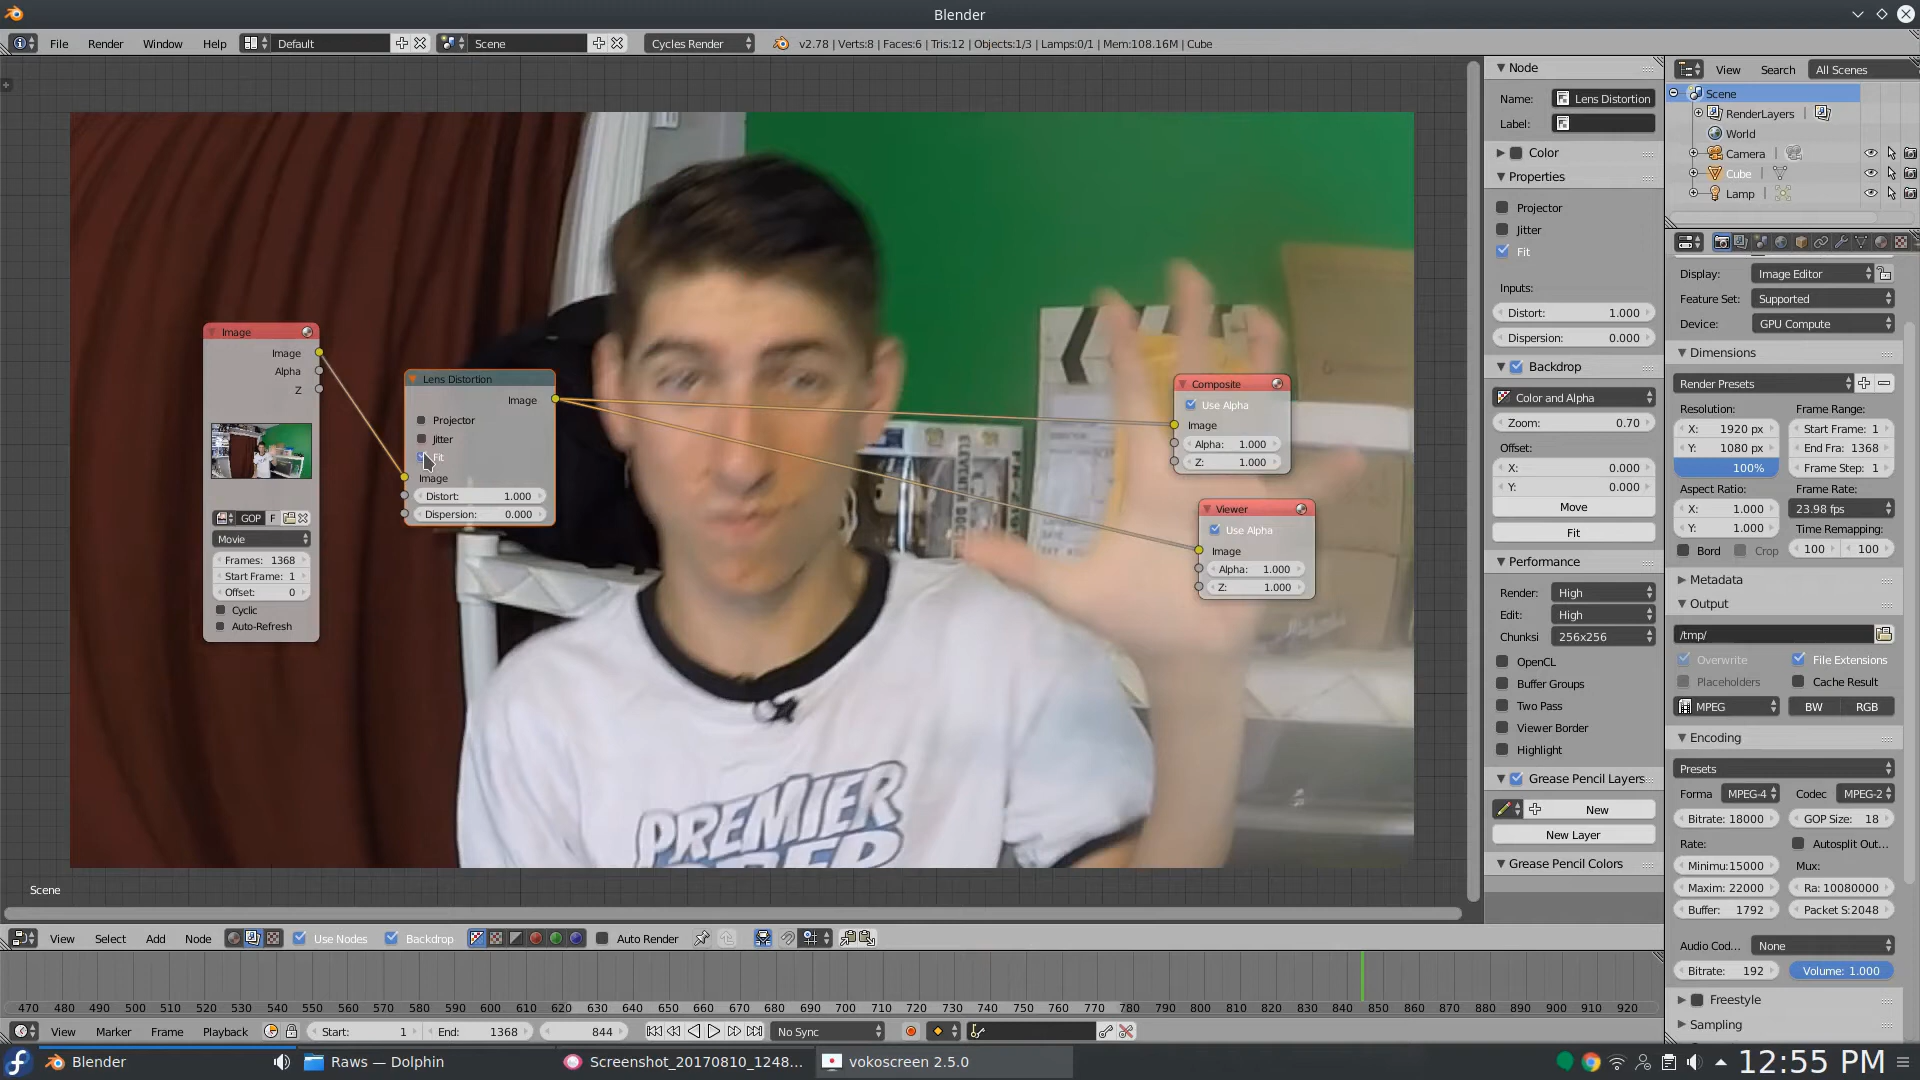 Blender
File Render Window Help Default Scene Cycles Render v2.78 | Verts:8 | Faces:6 | Tris:12 | Objects:1/3 | Lamps:0/1 | Mem:108.16M | Cube
Node
Name: Lens Distortion
Label:
Color
Properties
Projector
Jitter
Fit
Inputs:
Distort: 1.000
Dispersion: 0.000
Backdrop
Color and Alpha
Zoom: 0.70
Offset:
X: 0.000
Y: 0.000
Move
Fit
Performance
Render: High
Edit: High
Chunksi 256x256
OpenCL
Buffer Groups
Two Pass
Viewer Border
Highlight
Grease Pencil Layers
New
New Layer
Grease Pencil Colors
View Search All Scenes
Scene
RenderLayers |
World
Camera |
Cube |
Lamp |
Display: Image Editor
Feature Set: Supported
Device: GPU Compute
Dimensions
Render Presets
Resolution: Frame Range:
X: 1920 px Start Frame: 1
Y: 1080 px End Fra: 1368
100% Frame Step: 1
Aspect Ratio: Frame Rate:
X: 1.000 23.98 fps
Y: 1.000 Time Remapping:
Bord Crop 100 100
Metadata
Output
/tmp/
Overwrite File Extensions
Placeholders Cache Result
MPEG BW RGB
Encoding
Presets
Forma MPEG-4 Codec MPEG-2
Bitrate: 18000 GOP Size: 18
Rate: Autosplit Out...
Minimu:15000 Mux:
Maxim: 22000 Ra: 10080000
Buffer: 1792 Packet S:2048
Audio Cod... None
Bitrate: 192 Volume: 1.000
Freestyle
Sampling
Image
Image
Alpha
Z
GOP F
Movie
Frames: 1368
Start Frame: 1
Offset: 0
Cyclic
Auto-Refresh
Lens Distortion
Image
Projector
Jitter
Fit
Image
Distort: 1.000
Dispersion: 0.000
Composite
Use Alpha
Image
Alpha: 1.000
Z: 1.000
Viewer
Use Alpha
Image
Alpha: 1.000
Z: 1.000
PREMIER
Scene
View Select Add Node Use Nodes Backdrop Auto Render
470 480 490 500 510 520 530 540 550 560 570 580 590 600 610 620 630 640 650 660 670 680 690 700 710 720 730 740 750 760 770 780 790 800 810 820 830 840 850 860 870 880 890 900 910 920
View Marker Frame Playback Start: 1 End: 1368 844 No Sync
Blender Raws — Dolphin Screenshot_20170810_1248... vokoscreen 2.5.0 12:55 PM